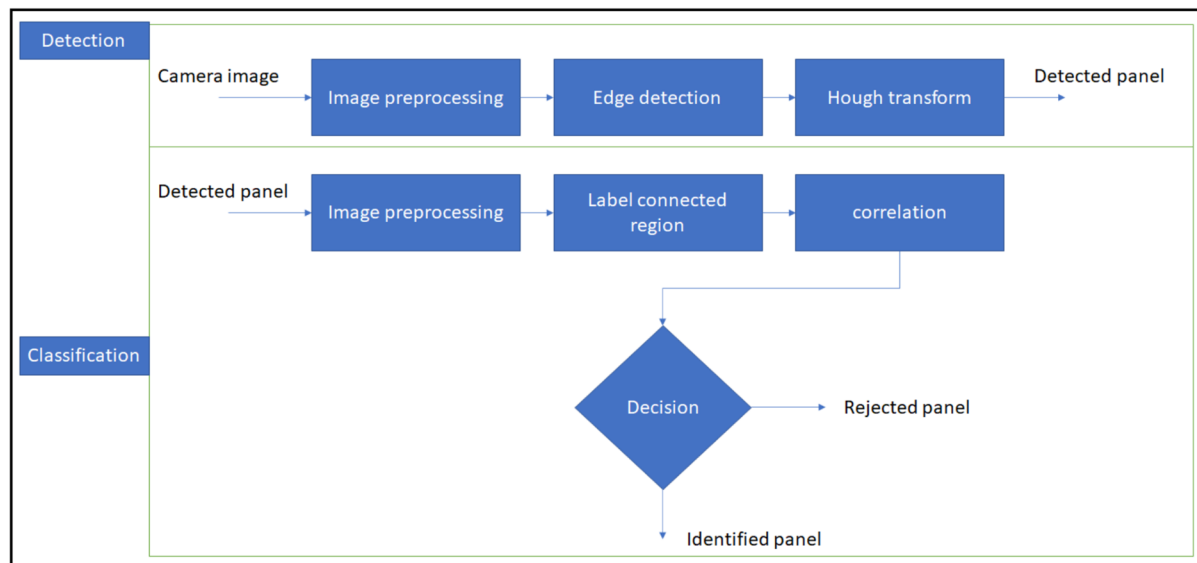 Detection
Camera image
Image preprocessing
Edge detection
Hough transform
Detected panel
Detected panel
Image preprocessing
Label connected
region
correlation
Classification
Decision
Rejected panel
Identified panel